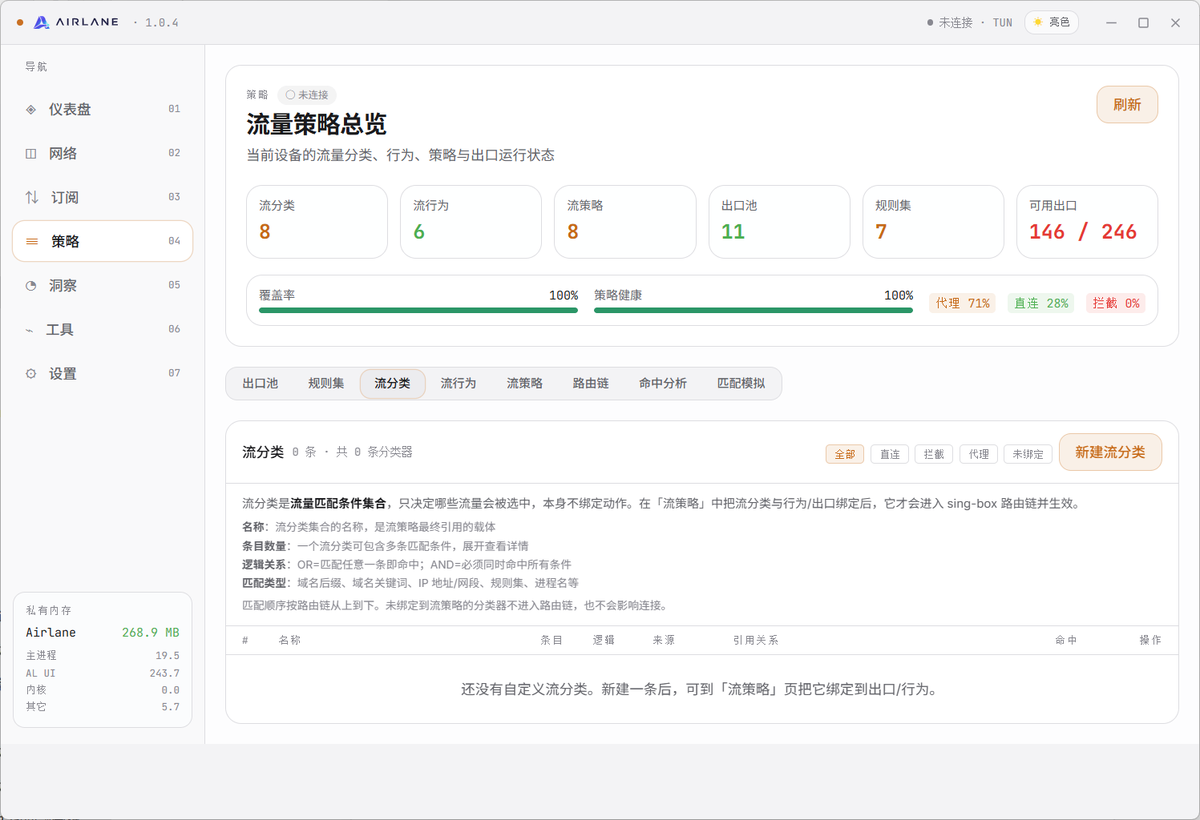 AIRLANE · 1.0.4
未连接 · TUN
亮色
导航
仪表盘 01
网络 02
订阅 03
策略 04
洞察 05
工具 06
设置 07
私有内存
Airlane 268.9 MB
主进程 19.5
AL UI 243.7
内核 0.0
其它 5.7
策略 未连接
刷新
流量策略总览
当前设备的流量分类、行为、策略与出口运行状态
流分类 流行为 流策略 出口池 规则集 可用出口
8 6 8 11 7 146 / 246
覆盖率 100% 策略健康 100% 代理 71% 直连 28% 拦截 0%
出口池 规则集 流分类 流行为 流策略 路由链 命中分析 匹配模拟
流分类 0 条 · 共 0 条分类器 全部 直连 拦截 代理 未绑定 新建流分类
流分类是流量匹配条件集合，只决定哪些流量会被选中，本身不绑定动作。在「流策略」中把流分类与行为/出口绑定后，它才会进入 sing-box 路由链并生效。
名称：流分类集合的名称，是流策略最终引用的载体
条目数量：一个流分类可包含多条匹配条件，展开查看详情
逻辑关系：OR=匹配任意一条即命中；AND=必须同时命中所有条件
匹配类型：域名后缀、域名关键词、IP 地址/网段、规则集、进程名等
匹配顺序按路由链从上到下。未绑定到流策略的分类器不进入路由链，也不会影响连接。
# 名称 条目 逻辑 来源 引用关系 命中 操作
还没有自定义流分类。新建一条后，可到「流策略」页把它绑定到出口/行为。